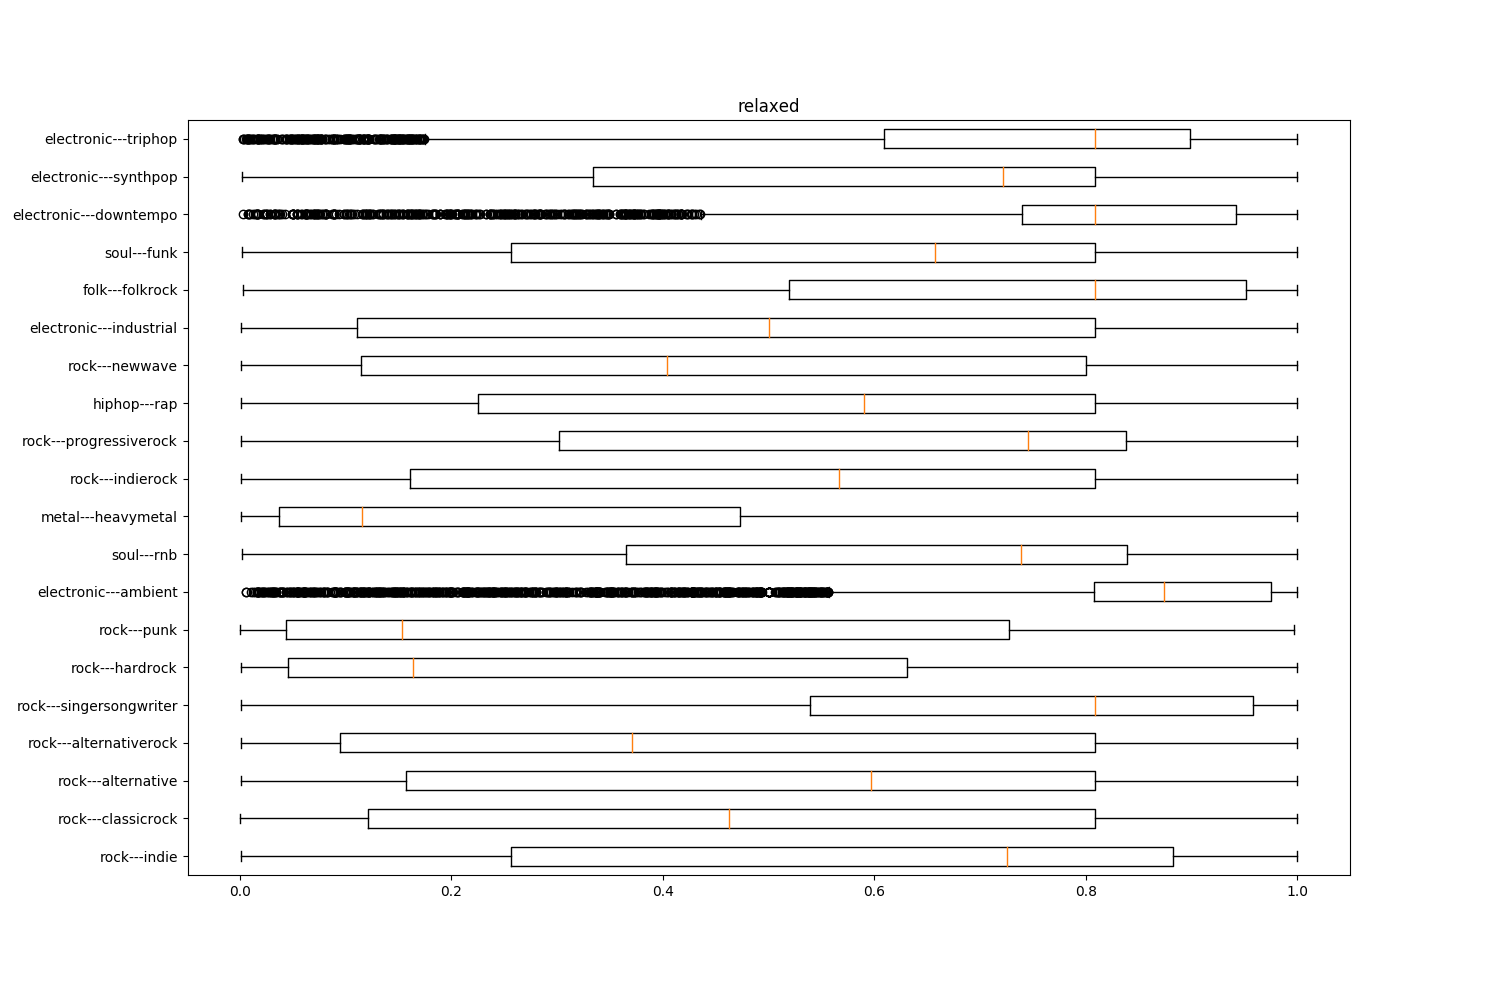 relaxed
electronic---triphop
electronic---synthpop
electronic---downtempo
soul---funk
folk---folkrock
electronic---industrial
rock---newwave
hiphop---rap
rock---progressiverock
rock---indierock
metal---heavymetal
soul---rnb
electronic---ambient
rock---punk
rock---hardrock
rock---singersongwriter
rock---alternativerock
rock---alternative
rock---classicrock
rock---indie
0.0 0.2 0.4 0.6 0.8 1.0